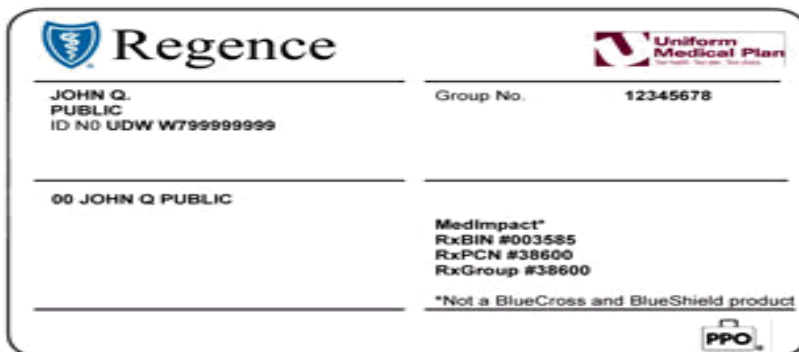 Regence
Uniform
Medical Plan
JOHN Q.
PUBLIC
ID N0 UDW W799999999
Group No. 12345678
00 JOHN Q PUBLIC
MedImpact*
RxBIN #003585
RxPCN #38600
RxGroup #38600
*Not a BlueCross and BlueShield product
PPO